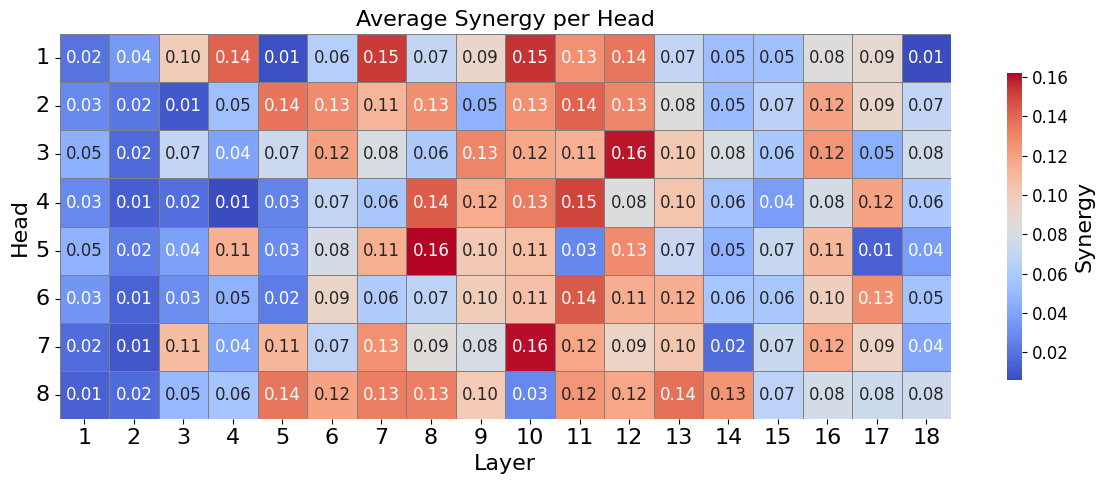 Average Synergy per Head
1 0.02 0.04 0.10 0.14 0.01 0.06 0.15 0.07 0.09 0.15 0.13 0.14 0.07 0.05 0.05 0.08 0.09 0.01
0.16
2 0.03 0.02 0.01 0.05 0.14 0.13 0.11 0.13 0.05 0.13 0.14 0.13 0.08 0.05 0.07 0.12 0.09 0.07
0.14
3 0.05 0.02 0.07 0.04 0.07 0.12 0.08 0.06 0.13 0.12 0.11 0.16 0.10 0.08 0.06 0.12 0.05 0.08
0.12
4 0.03 0.01 0.02 0.01 0.03 0.07 0.06 0.14 0.12 0.13 0.15 0.08 0.10 0.06 0.04 0.08 0.12 0.06
0.10
Head
Synergy
0.08
5 0.05 0.02 0.04 0.11 0.03 0.08 0.11 0.16 0.10 0.11 0.03 0.13 0.07 0.05 0.07 0.11 0.01 0.04
0.06
6 0.03 0.01 0.03 0.05 0.02 0.09 0.06 0.07 0.10 0.11 0.14 0.11 0.12 0.06 0.06 0.10 0.13 0.05
0.04
7 0.02 0.01 0.11 0.04 0.11 0.07 0.13 0.09 0.08 0.16 0.12 0.09 0.10 0.02 0.07 0.12 0.09 0.04
0.02
8 0.01 0.02 0.05 0.06 0.14 0.12 0.13 0.13 0.10 0.03 0.12 0.12 0.14 0.13 0.07 0.08 0.08 0.08
1 2 3 4 5 6 7 8 9 10 11 12 13 14 15 16 17 18
Layer